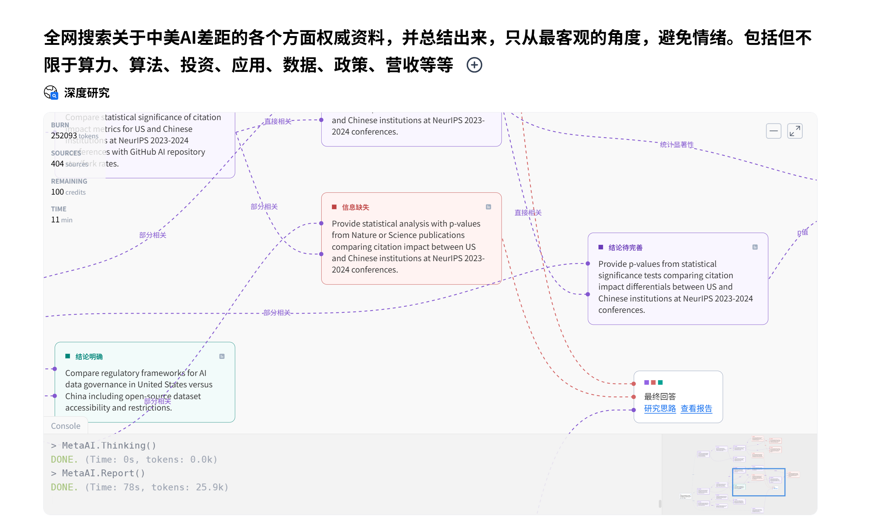 全网搜索关于中美AI差距的各个方面权威资料，并总结出来，只从最客观的角度，避免情绪。包括但不
限于算力、算法、投资、应用、数据、政策、营收等等
深度研究
BURN
252093 tokens
SOURCES
404
REMAINING
100 credits
TIME
11 min
Compare statistical significance of citation
impact metrics for US and Chinese
institutions at NeurIPS 2023-2024
conferences with GitHub AI repository
rates.
直接相关
and Chinese institutions at NeurIPS 2023-
2024 conferences.
统计显著性
部分相关
部分相关
直接相关
信息缺失
Provide statistical analysis with p-values
from Nature or Science publications
comparing citation impact between US
and Chinese institutions at NeurIPS 2023-
2024 conferences.
p值
结论待完善
Provide p-values from statistical
significance tests comparing citation
impact differentials between US and
Chinese institutions at NeurIPS 2023-2024
conferences.
部分相关
结论明确
Compare regulatory frameworks for AI
data governance in United States versus
China including open-source dataset
accessibility and restrictions.
部分相关
最终回答
研究思路 查看报告
Console
> MetaAI.Thinking()
DONE. (Time: 0s, tokens: 0.0k)
> MetaAI.Report()
DONE. (Time: 78s, tokens: 25.9k)